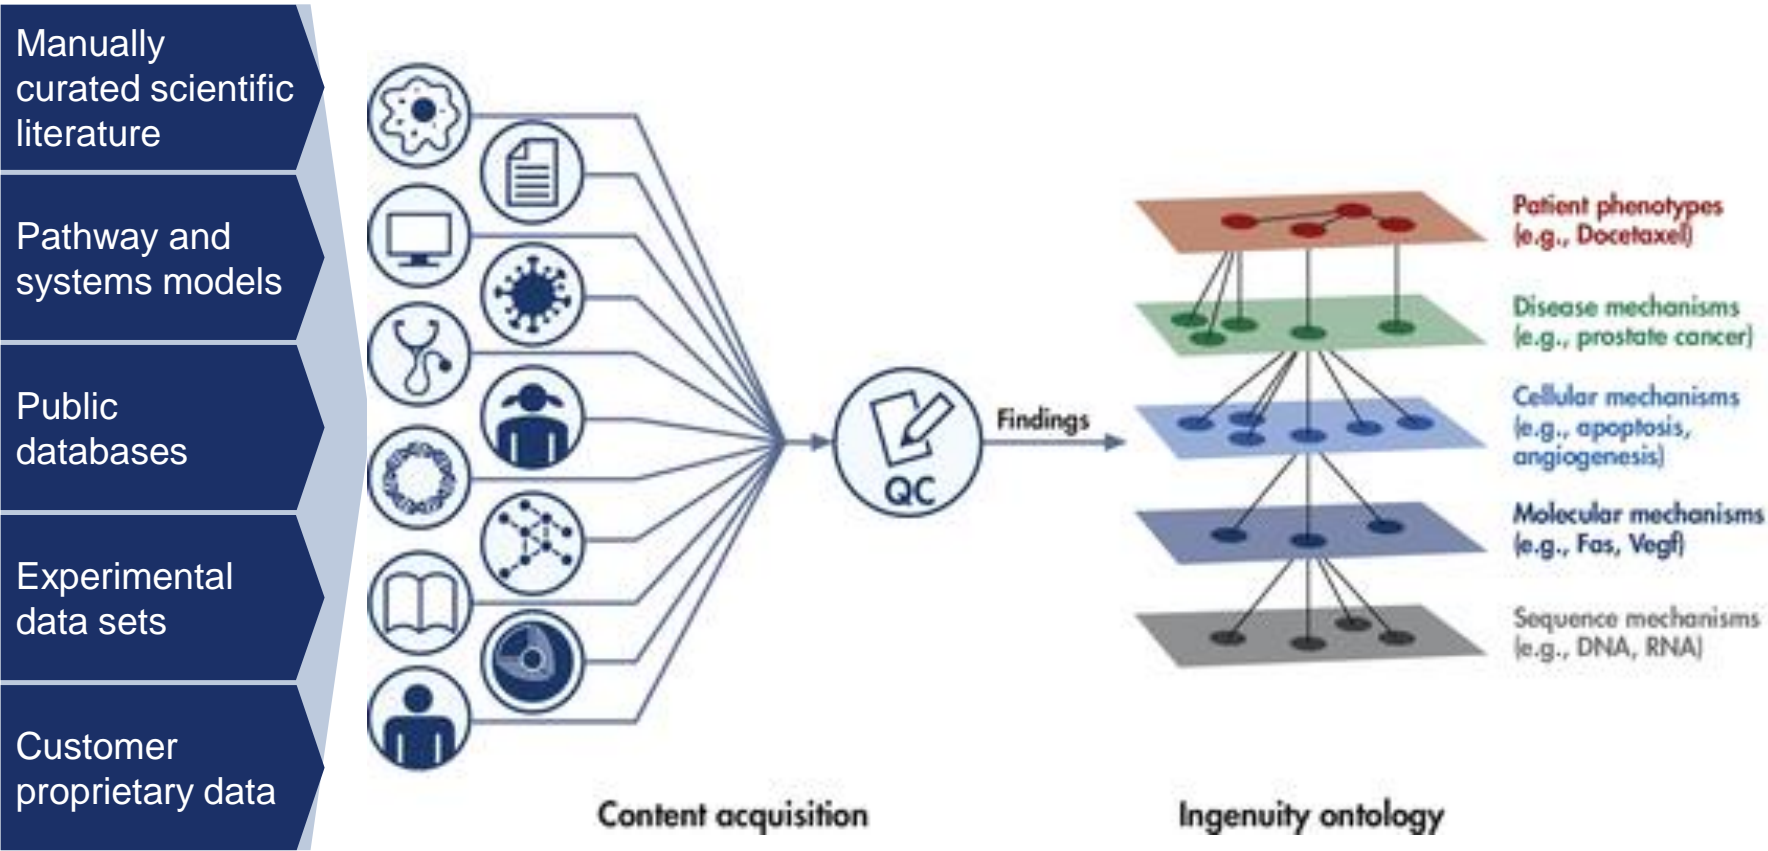 Manually
curated scientific
literature
Pathway and
systems models
Public
databases
Experimental
data sets
Customer
proprietary data
QC
Findings
Patient phenotypes
(e.g., Docetaxel)
Disease mechanisms
(e.g., prostate cancer)
Cellular mechanisms
(e.g., apoptosis,
angiogenesis)
Molecular mechanisms
(e.g., Fas, Vegf)
Sequence mechanisms
(e.g., DNA, RNA)
Content acquisition
Ingenuity ontology